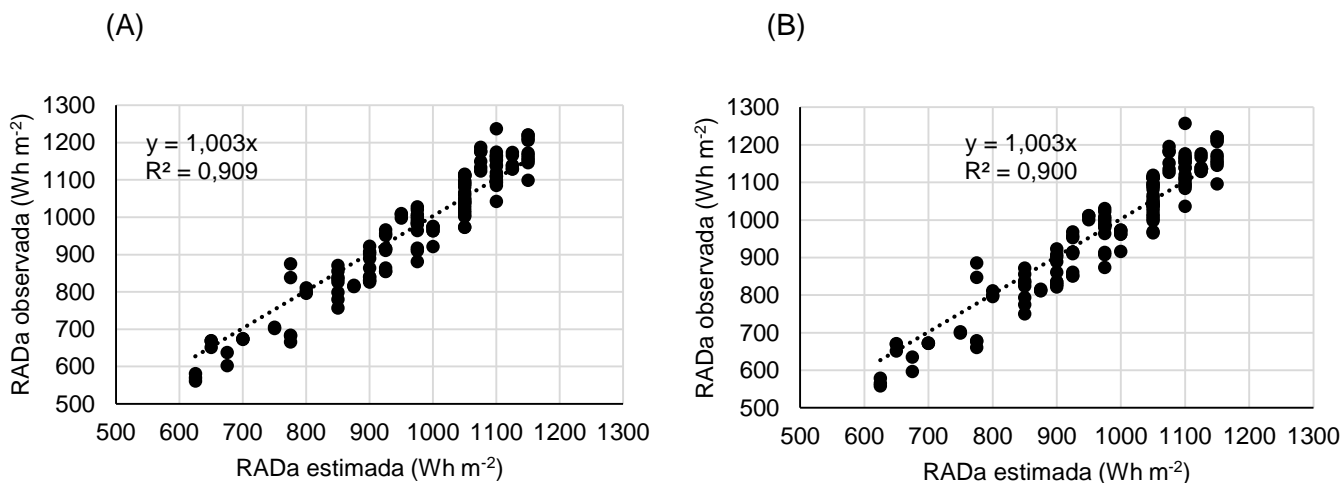 (A)
RADa observada (Wh m⁻²)
1300
1200
1100
1000
900
800
700
600
500
y = 1,003x
R² = 0,909
500 600 700 800 900 1000 1100 1200 1300
RADa estimada (Wh m⁻²)
(B)
RADa observada (Wh m⁻²)
1300
1200
1100
1000
900
800
700
600
500
y = 1,003x
R² = 0,900
500 600 700 800 900 1000 1100 1200 1300
RADa estimada (Wh m⁻²)